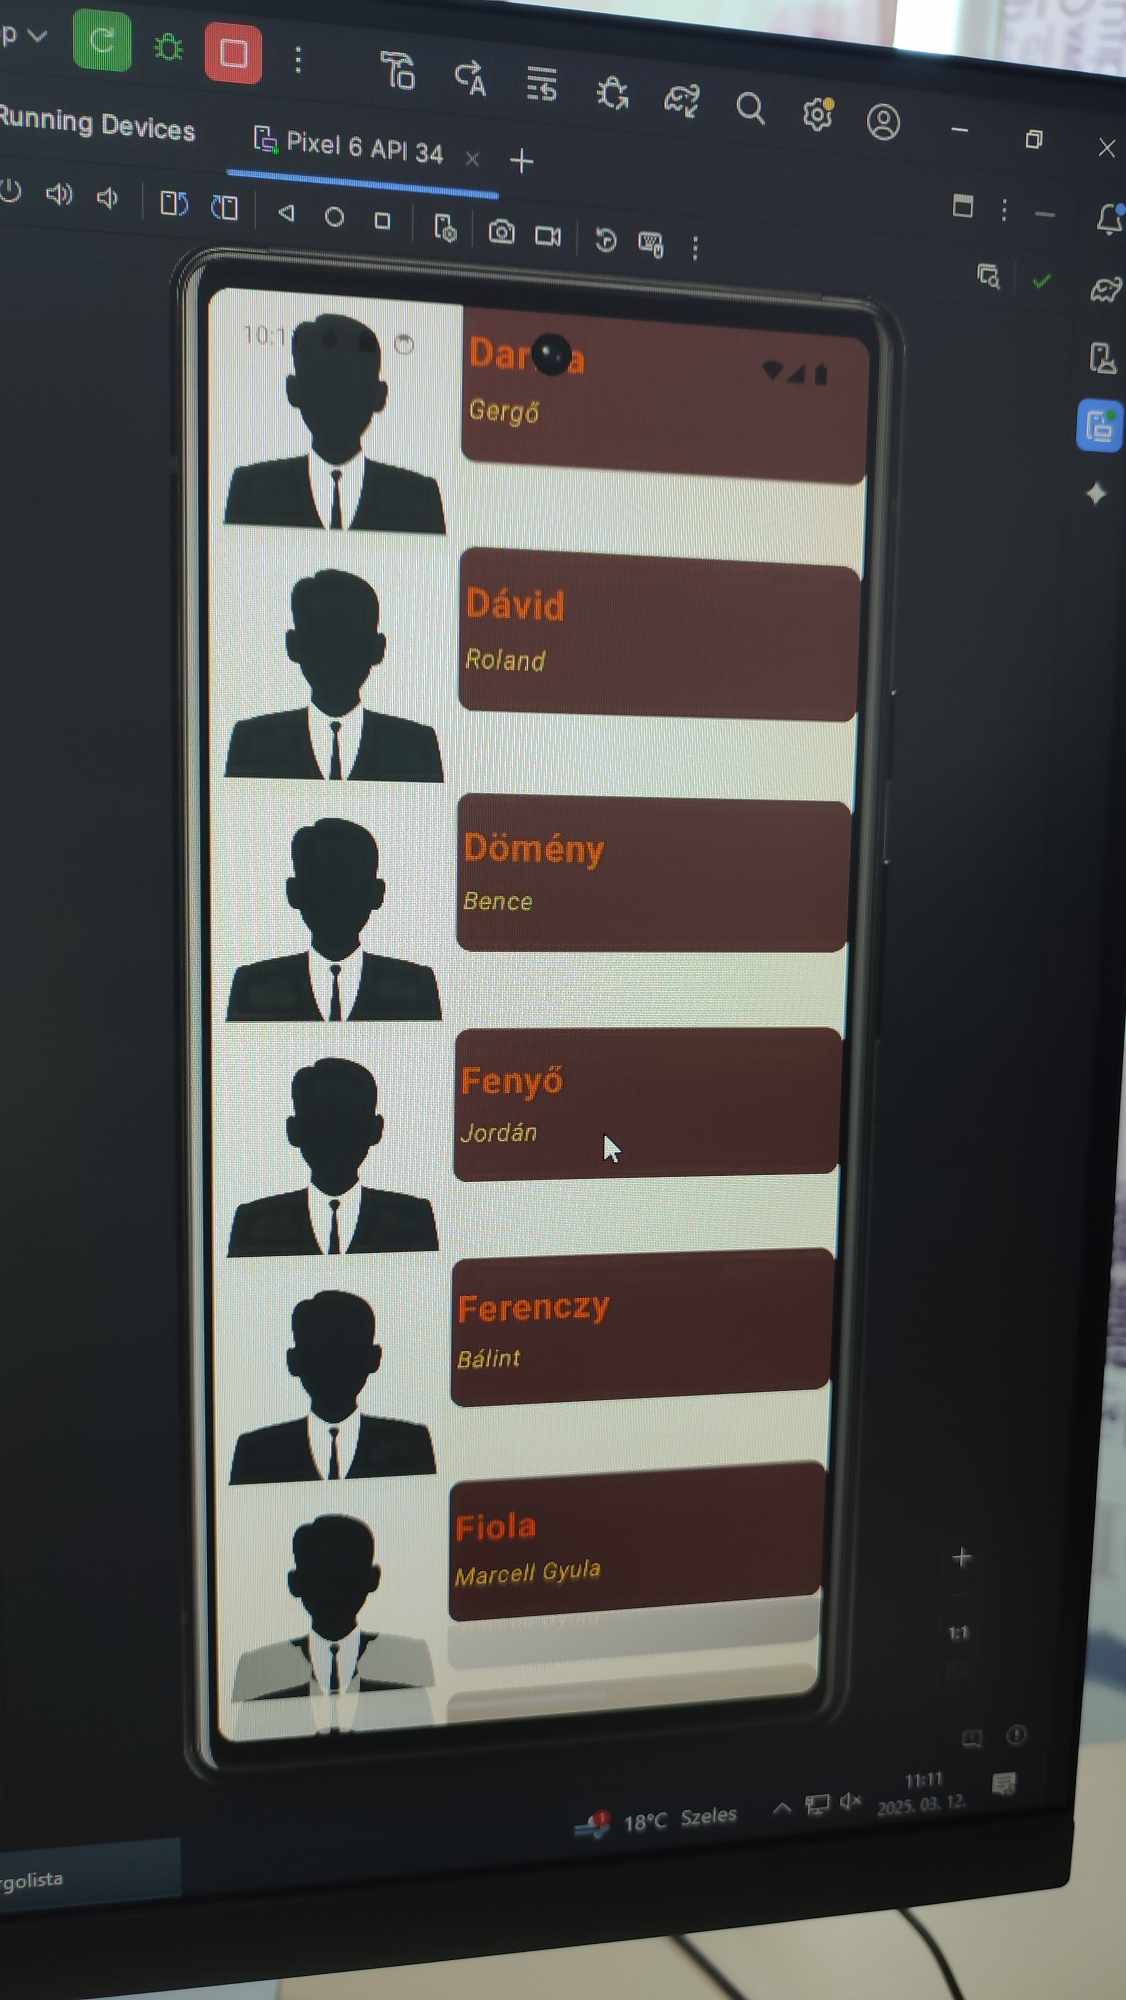 Running Devices
Pixel 6 API 34
Gergő
Dávid
Roland
Dömény
Bence
Fenyő
Jordán
Ferenczy
Bálint
Fiola
Marcell Gyula
1:1
11:11
18°C Szeles
2025. 03. 12.